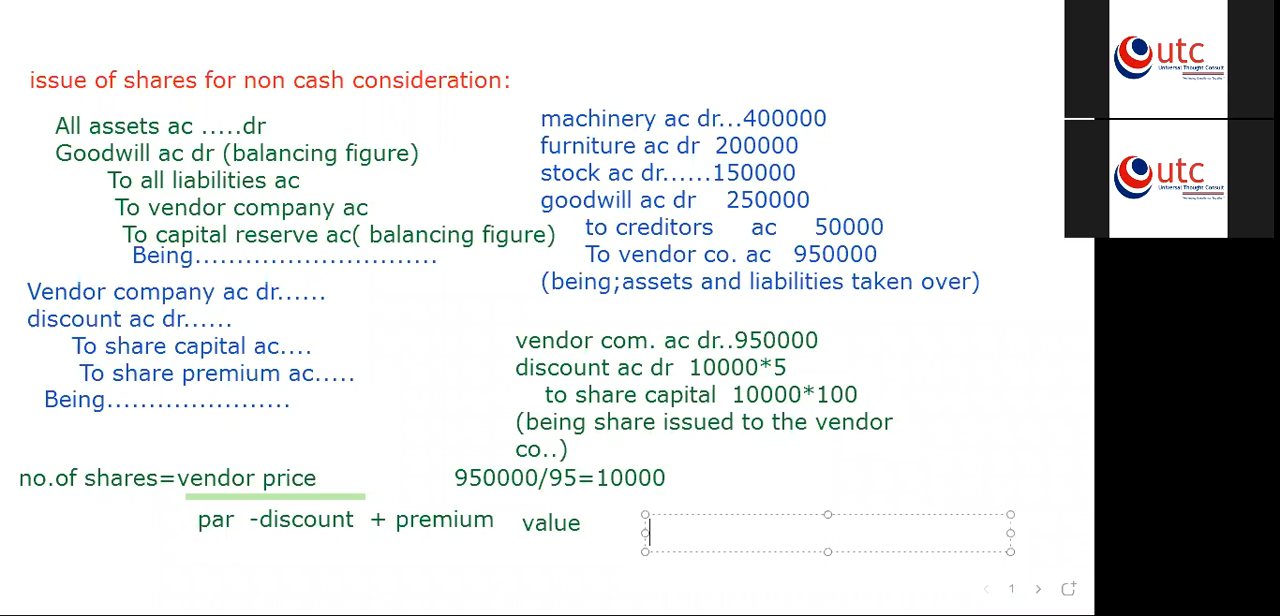 issue of shares for non cash consideration:
All assets ac .....dr
Goodwill ac dr (balancing figure)
To all liabilities ac
To vendor company ac
To capital reserve ac( balancing figure)
Being.............................
Vendor company ac dr......
discount ac dr......
To share capital ac....
To share premium ac.....
Being......................
no.of shares=vendor price
par -discount + premium value
machinery ac dr...400000
furniture ac dr 200000
stock ac dr......150000
goodwill ac dr 250000
to creditors ac 50000
To vendor co. ac 950000
(being;assets and liabilities taken over)
vendor com. ac dr..950000
discount ac dr 10000*5
to share capital 10000*100
(being share issued to the vendor
co..)
950000/95=10000
1
utc
Universal Thought Consult
utc
Universal Thought Consult